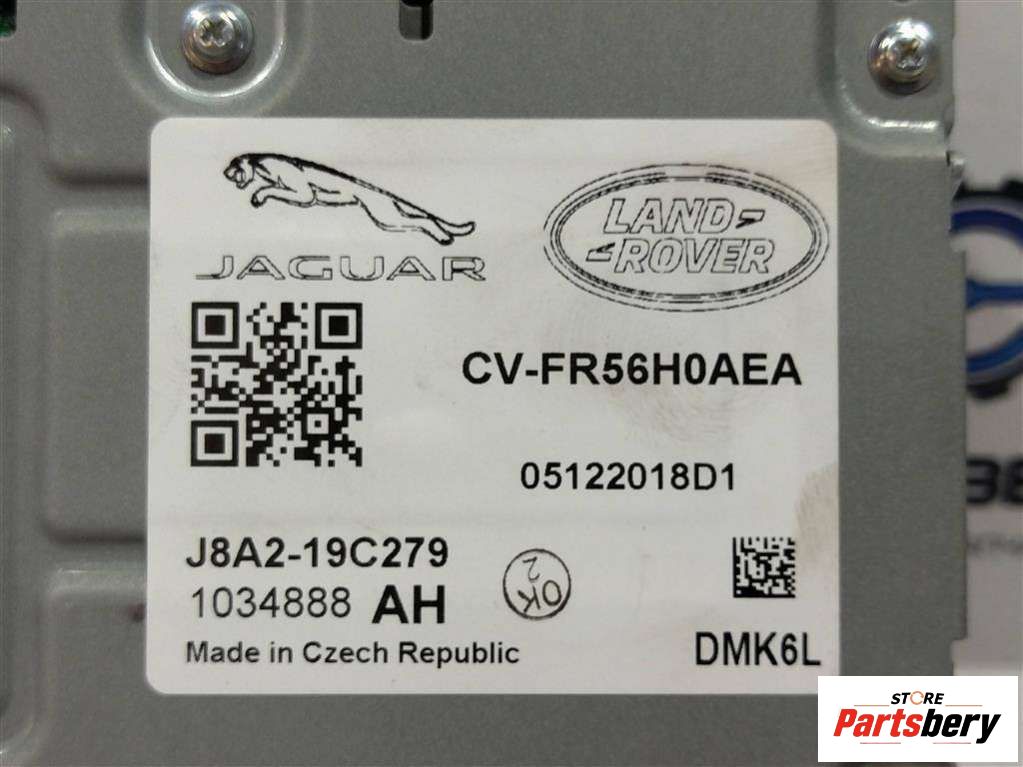 JAGUAR
LAND
ROVER
CV-FR56H0AEA
05122018D1
J8A2-19C279
1034888 AH
OK
2
Made in Czech Republic
DMK6L
STORE
Partsbery